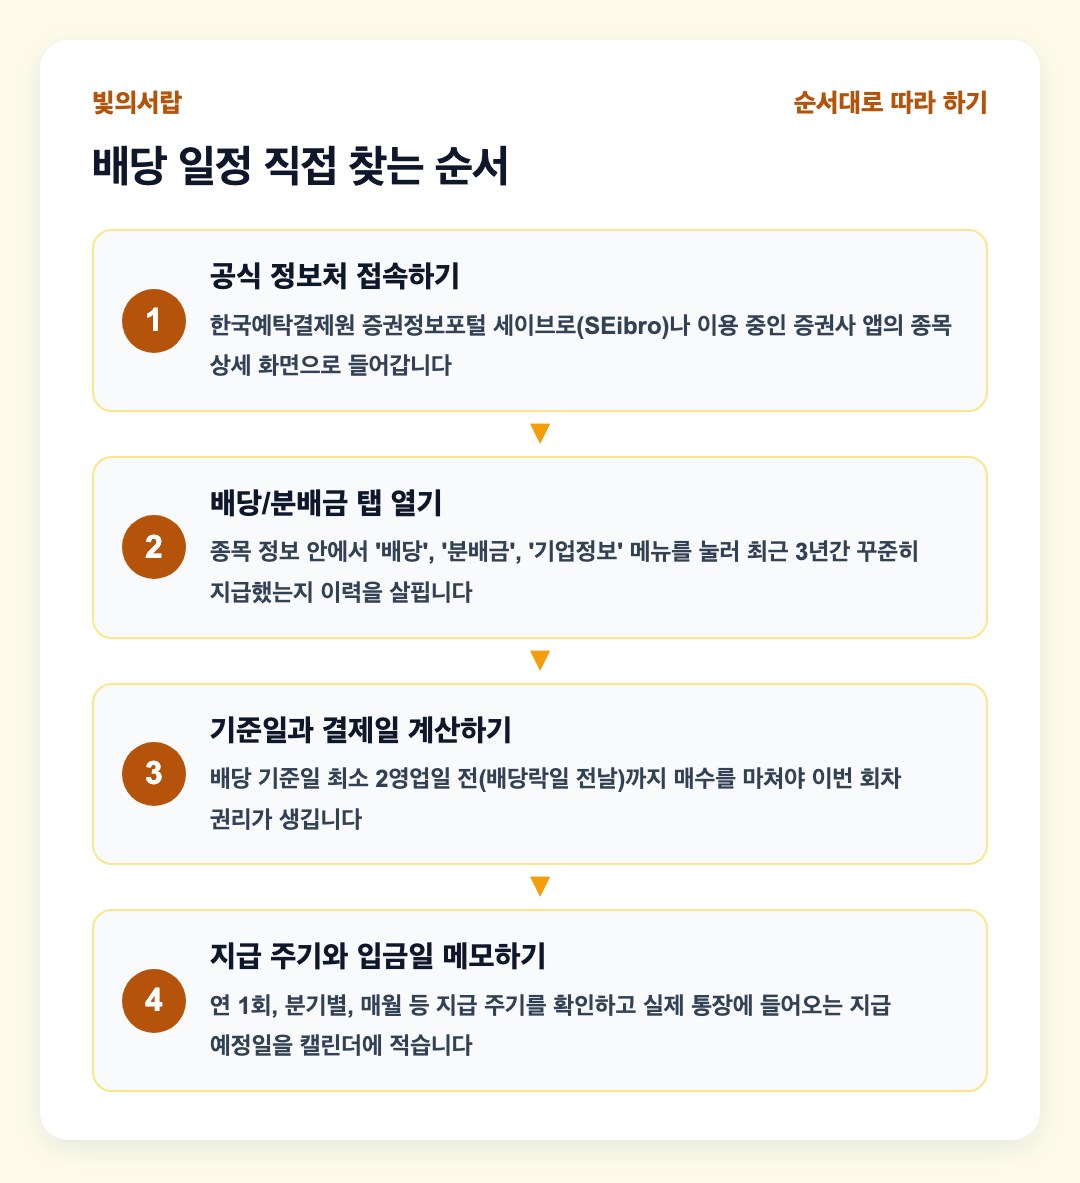 빛의서랍
순서대로 따라 하기
배당 일정 직접 찾는 순서
1
공식 정보처 접속하기
한국예탁결제원 증권정보포털 세이브로(SEibro)나 이용 중인 증권사 앱의 종목
상세 화면으로 들어갑니다
▼
2
배당/분배금 탭 열기
종목 정보 안에서 '배당', '분배금', '기업정보' 메뉴를 눌러 최근 3년간 꾸준히
지급했는지 이력을 살핍니다
▼
3
기준일과 결제일 계산하기
배당 기준일 최소 2영업일 전(배당락일 전날)까지 매수를 마쳐야 이번 회차
권리가 생깁니다
▼
4
지급 주기와 입금일 메모하기
연 1회, 분기별, 매월 등 지급 주기를 확인하고 실제 통장에 들어오는 지급
예정일을 캘린더에 적습니다